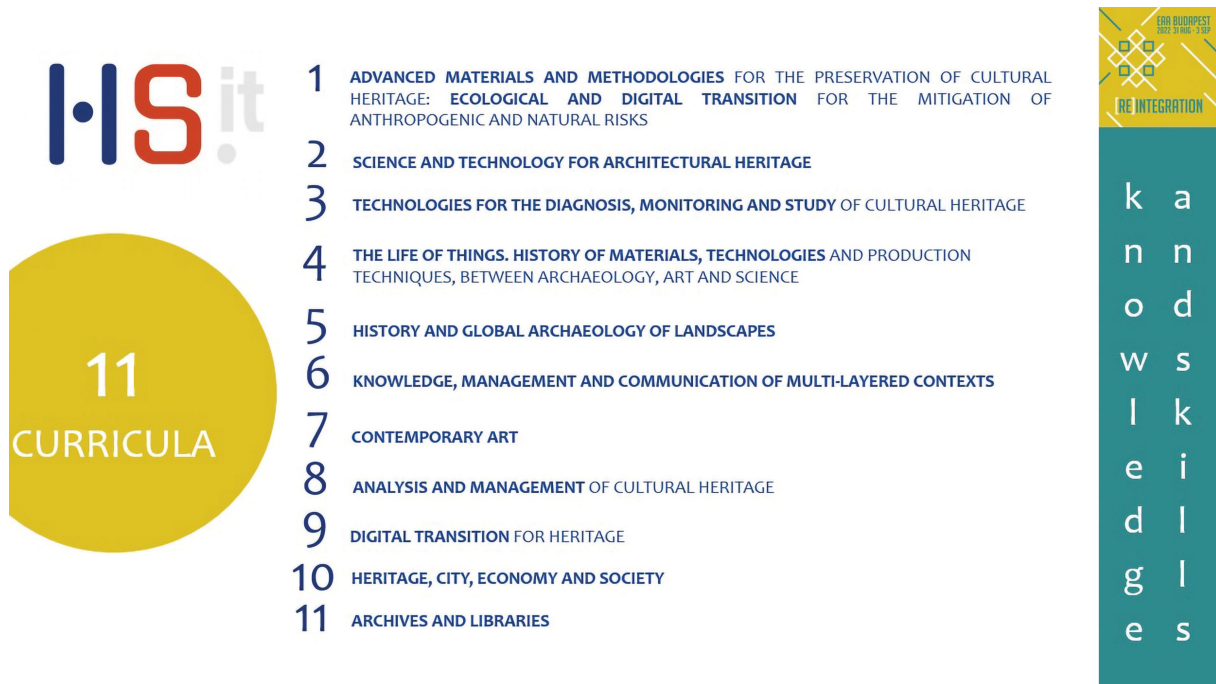 HS.it
11
CURRICULA
1 ADVANCED MATERIALS AND METHODOLOGIES FOR THE PRESERVATION OF CULTURAL
HERITAGE: ECOLOGICAL AND DIGITAL TRANSITION FOR THE MITIGATION OF
ANTHROPOGENIC AND NATURAL RISKS
2 SCIENCE AND TECHNOLOGY FOR ARCHITECTURAL HERITAGE
3 TECHNOLOGIES FOR THE DIAGNOSIS, MONITORING AND STUDY OF CULTURAL HERITAGE
4 THE LIFE OF THINGS. HISTORY OF MATERIALS, TECHNOLOGIES AND PRODUCTION
TECHNIQUES, BETWEEN ARCHAEOLOGY, ART AND SCIENCE
5 HISTORY AND GLOBAL ARCHAEOLOGY OF LANDSCAPES
6 KNOWLEDGE, MANAGEMENT AND COMMUNICATION OF MULTI-LAYERED CONTEXTS
7 CONTEMPORARY ART
8 ANALYSIS AND MANAGEMENT OF CULTURAL HERITAGE
9 DIGITAL TRANSITION FOR HERITAGE
10 HERITAGE, CITY, ECONOMY AND SOCIETY
11 ARCHIVES AND LIBRARIES
EAA BUDAPEST
2022 31 AUG - 3 SEP
[RE]INTEGRATION
knowledge
and skills